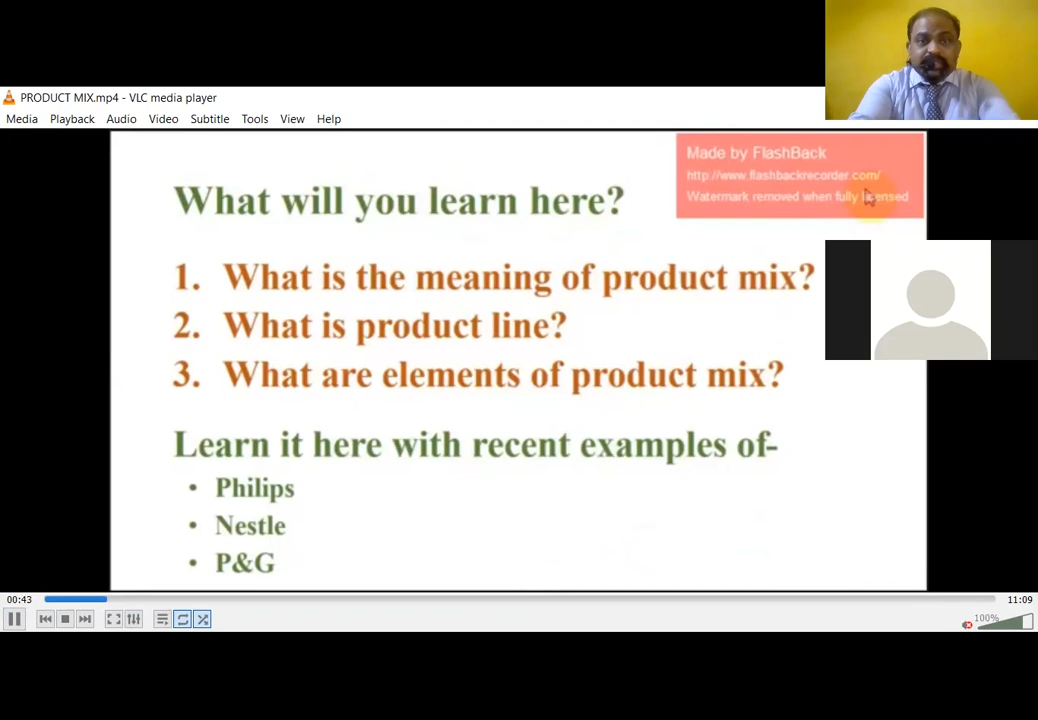 PRODUCT MIX.mp4 - VLC media player
Media Playback Audio Video Subtitle Tools View Help
Made by FlashBack
http://www.flashbackrecorder.com/
Watermark removed when fully licensed
What will you learn here?
1. What is the meaning of product mix?
2. What is product line?
3. What are elements of product mix?
Learn it here with recent examples of-
• Philips
• Nestle
• P&G
00:43 11:09
100%